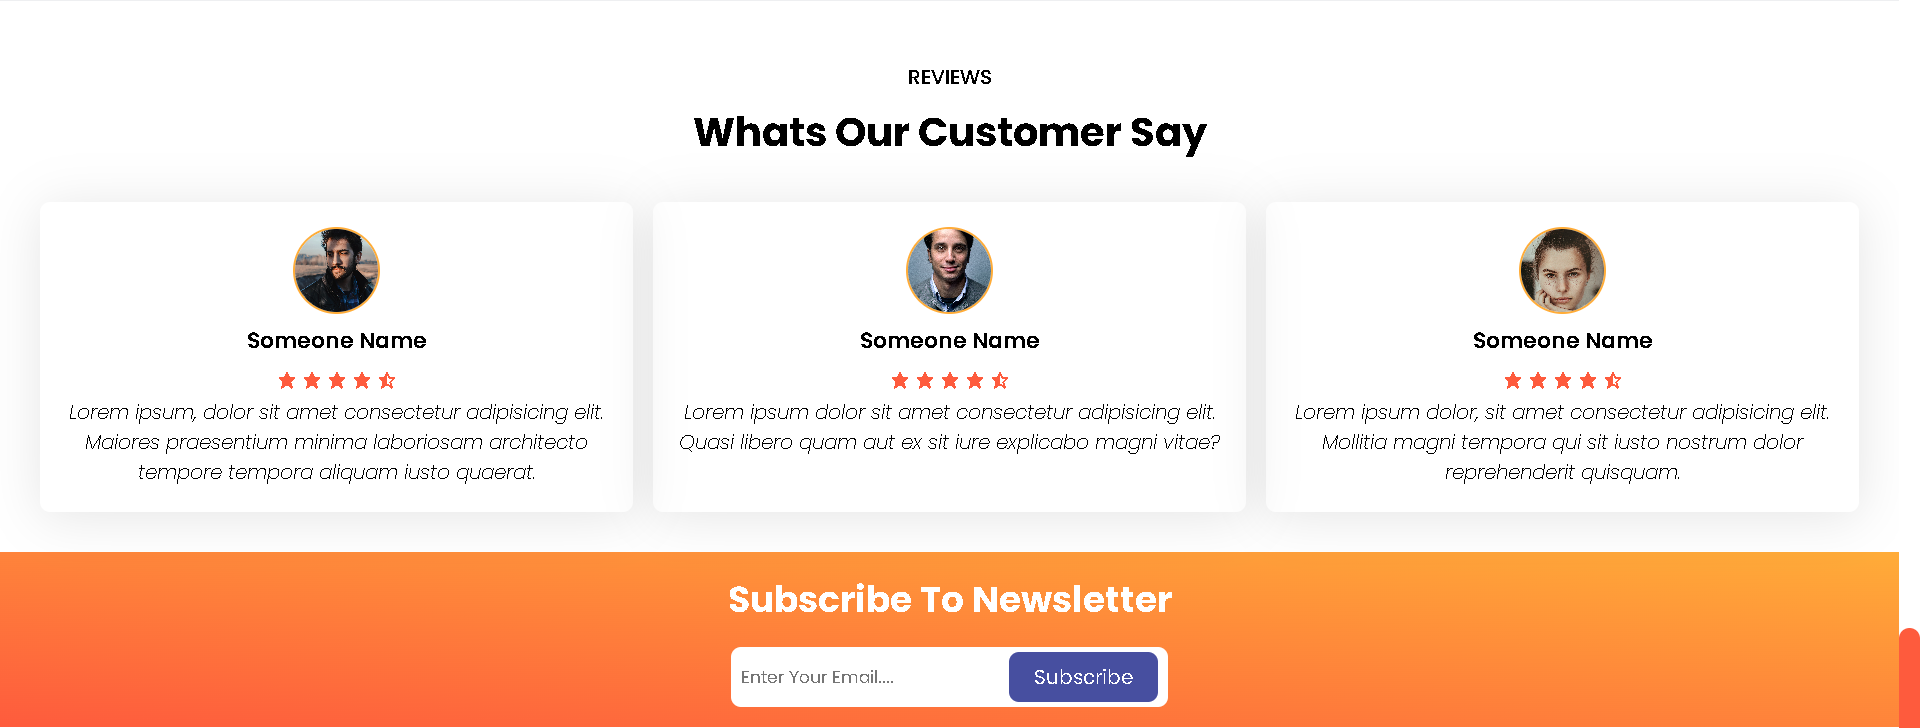 REVIEWS
Whats Our Customer Say
Someone Name
Lorem ipsum, dolor sit amet consectetur adipisicing elit.
Maiores praesentium minima laboriosam architecto
tempore tempora aliquam iusto quaerat.
Someone Name
Lorem ipsum dolor sit amet consectetur adipisicing elit.
Quasi libero quam aut ex sit iure explicabo magni vitae?
Someone Name
Lorem ipsum dolor, sit amet consectetur adipisicing elit.
Mollitia magni tempora qui sit iusto nostrum dolor
reprehenderit quisquam.
Subscribe To Newsletter
Enter Your Email....
Subscribe